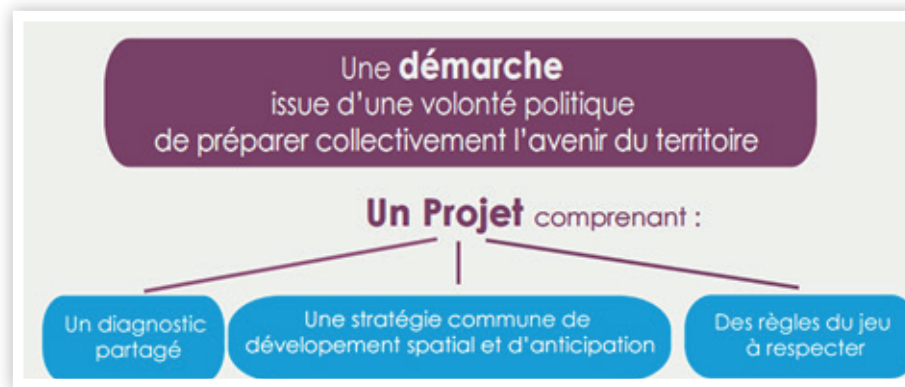 Une démarche
issue d'une volonté politique
de préparer collectivement l'avenir du territoire
Un Projet comprenant :
Un diagnostic
partagé
Une stratégie commune de
dévelopement spatial et d'anticipation
Des règles du jeu
à respecter